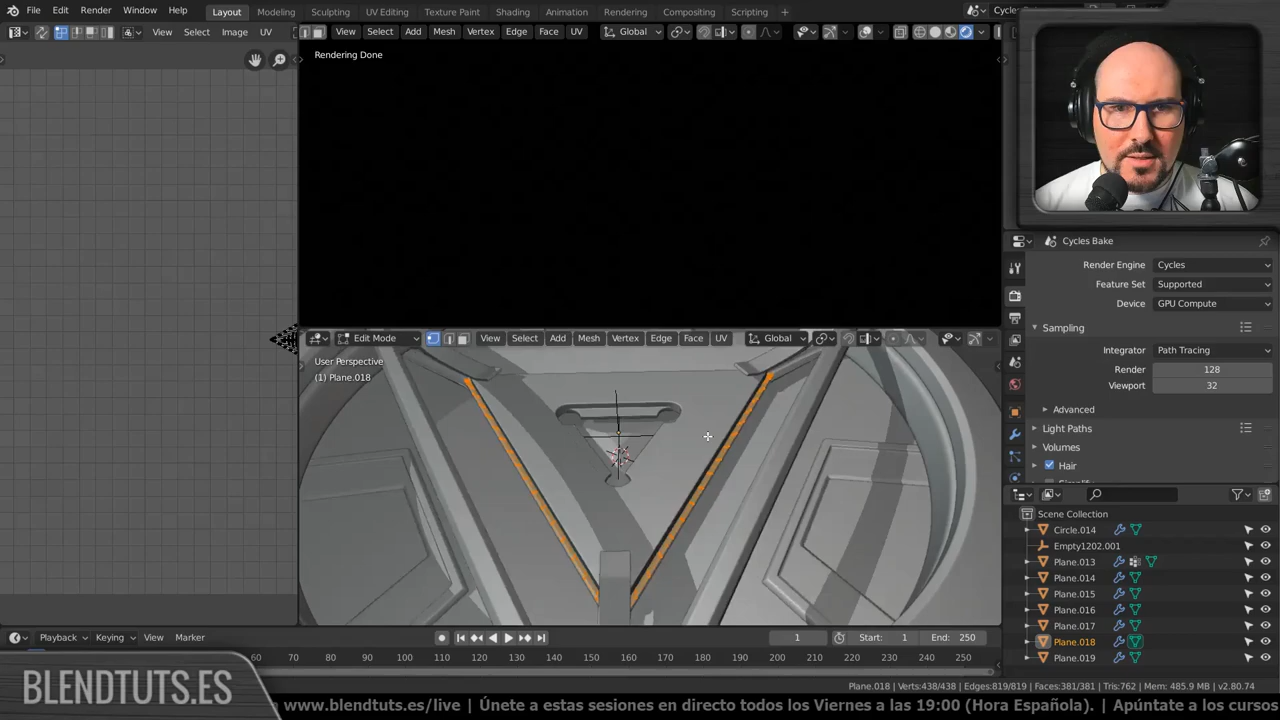 File Edit Render Window Help
Layout Modeling Sculpting UV Editing Texture Paint Shading Animation Rendering Compositing Scripting +
View Select Image UV
View Select Add Mesh Vertex Edge Face UV Global
Rendering Done
Cycles Bake
Render Engine Cycles
Feature Set Supported
Device GPU Compute
Sampling
Integrator Path Tracing
Render 128
Viewport 32
Advanced
Light Paths
Volumes
Hair
Edit Mode View Select Add Mesh Vertex Edge Face UV Global
User Perspective
(1) Plane.018
Scene Collection
Circle.014
Empty1202.001
Plane.013
Plane.014
Plane.015
Plane.016
Plane.017
Plane.018
Plane.019
Playback Keying View Marker 1 Start: 1 End: 250
60 70 80 90 100 110 120 130 140 150 160 170 180 190 200 210 220 230 240 250
Plane.018 | Verts:438/438 | Edges:819/819 | Faces:381/381 | Tris:762 | Mem: 485.9 MB | v2.80.74
BLENDTUTS.ES
www.blendtuts.es/live | Únete a estas sesiones en directo todos los Viernes a las 19:00 (Hora Española). | Apúntate a los cursos